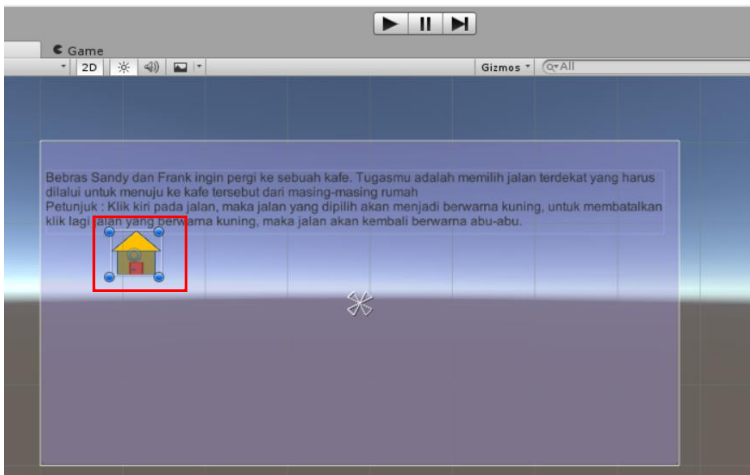 Game
2D
Gizmos
All
Bebras Sandy dan Frank ingin pergi ke sebuah kafe. Tugasmu adalah memilih jalan terdekat yang harus
dilalui untuk menuju ke kafe tersebut dari masing-masing rumah
Petunjuk : Klik kiri pada jalan, maka jalan yang dipilih akan menjadi berwarna kuning, untuk membatalkan
klik lagi jalan yang berwarna kuning, maka jalan akan kembali berwarna abu-abu.